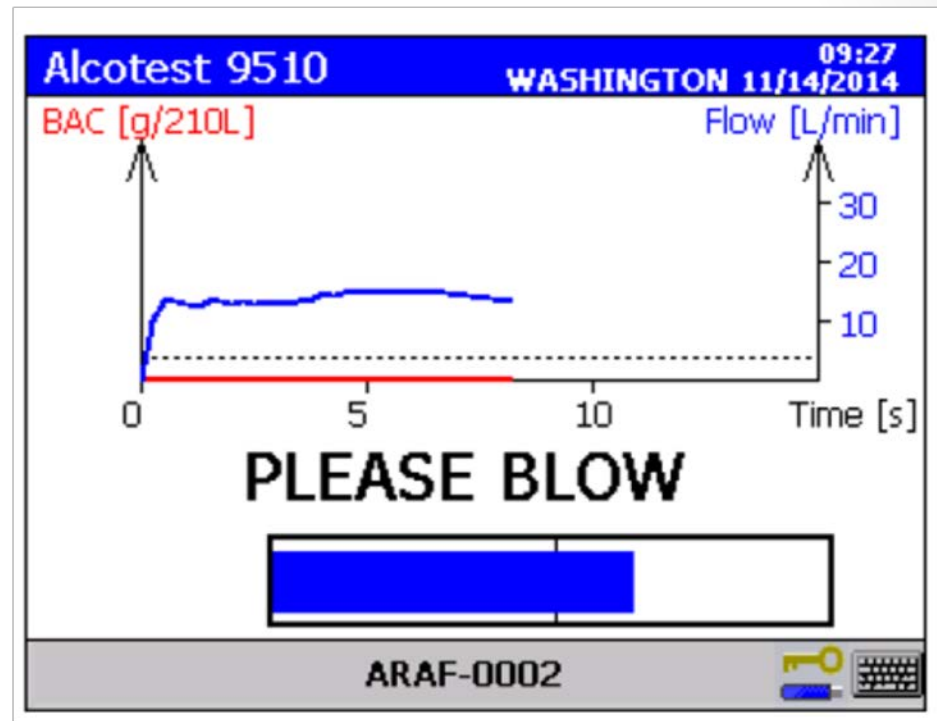 Alcotest 9510
09:27
WASHINGTON 11/14/2014
BAC [g/210L]
Flow [L/min]
30
20
10
0 5 10 Time [s]
PLEASE BLOW
ARAF-0002